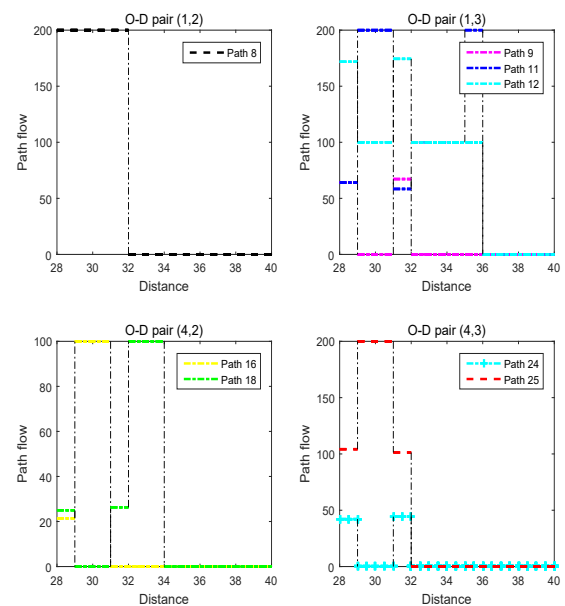 O-D pair (1,2)
200
150
100
50
0
Path flow
Path 8
28 30 32 34 36 38 40
Distance
O-D pair (1,3)
200
150
100
50
0
Path flow
Path 9
Path 11
Path 12
28 30 32 34 36 38 40
Distance
O-D pair (4,2)
100
80
60
40
20
0
Path flow
Path 16
Path 18
28 30 32 34 36 38 40
Distance
O-D pair (4,3)
200
150
100
50
0
Path flow
Path 24
Path 25
28 30 32 34 36 38 40
Distance